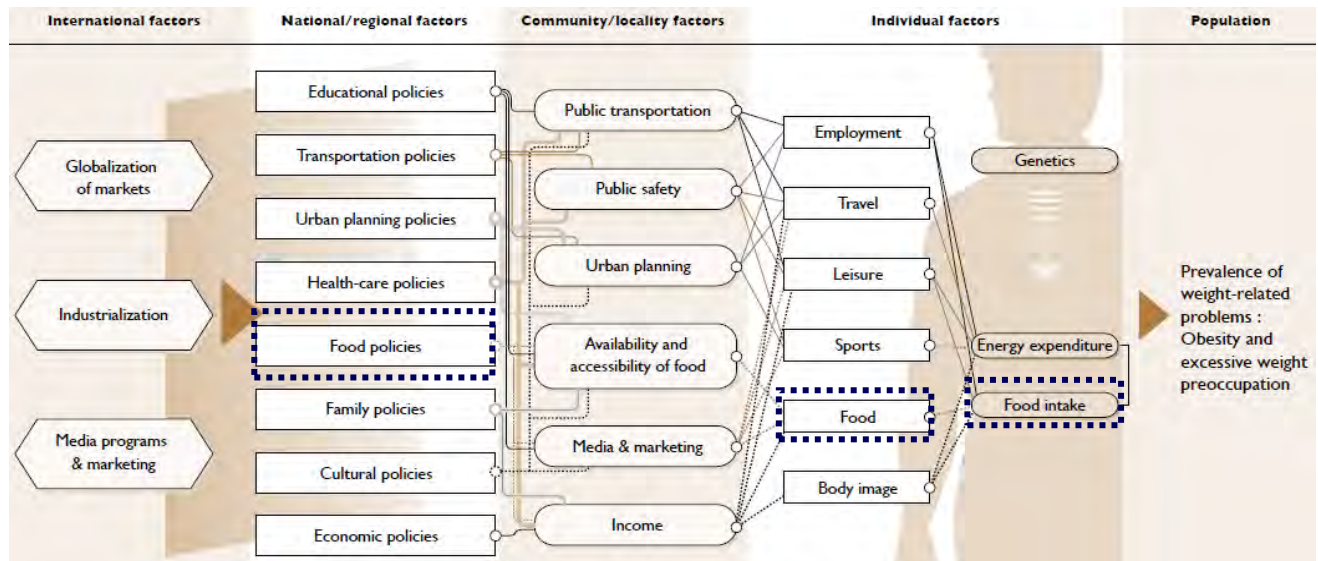 International factors
National/regional factors
Community/locality factors
Individual factors
Population
Globalization
of markets
Industrialization
Media programs
& marketing
Educational policies
Transportation policies
Urban planning policies
Health-care policies
Food policies
Family policies
Cultural policies
Economic policies
Public transportation
Public safety
Urban planning
Availability and
accessibility of food
Media & marketing
Income
Employment
Travel
Leisure
Sports
Food
Body image
Genetics
Energy expenditure
Food intake
Prevalence of
weight-related
problems :
Obesity and
excessive weight
preoccupation